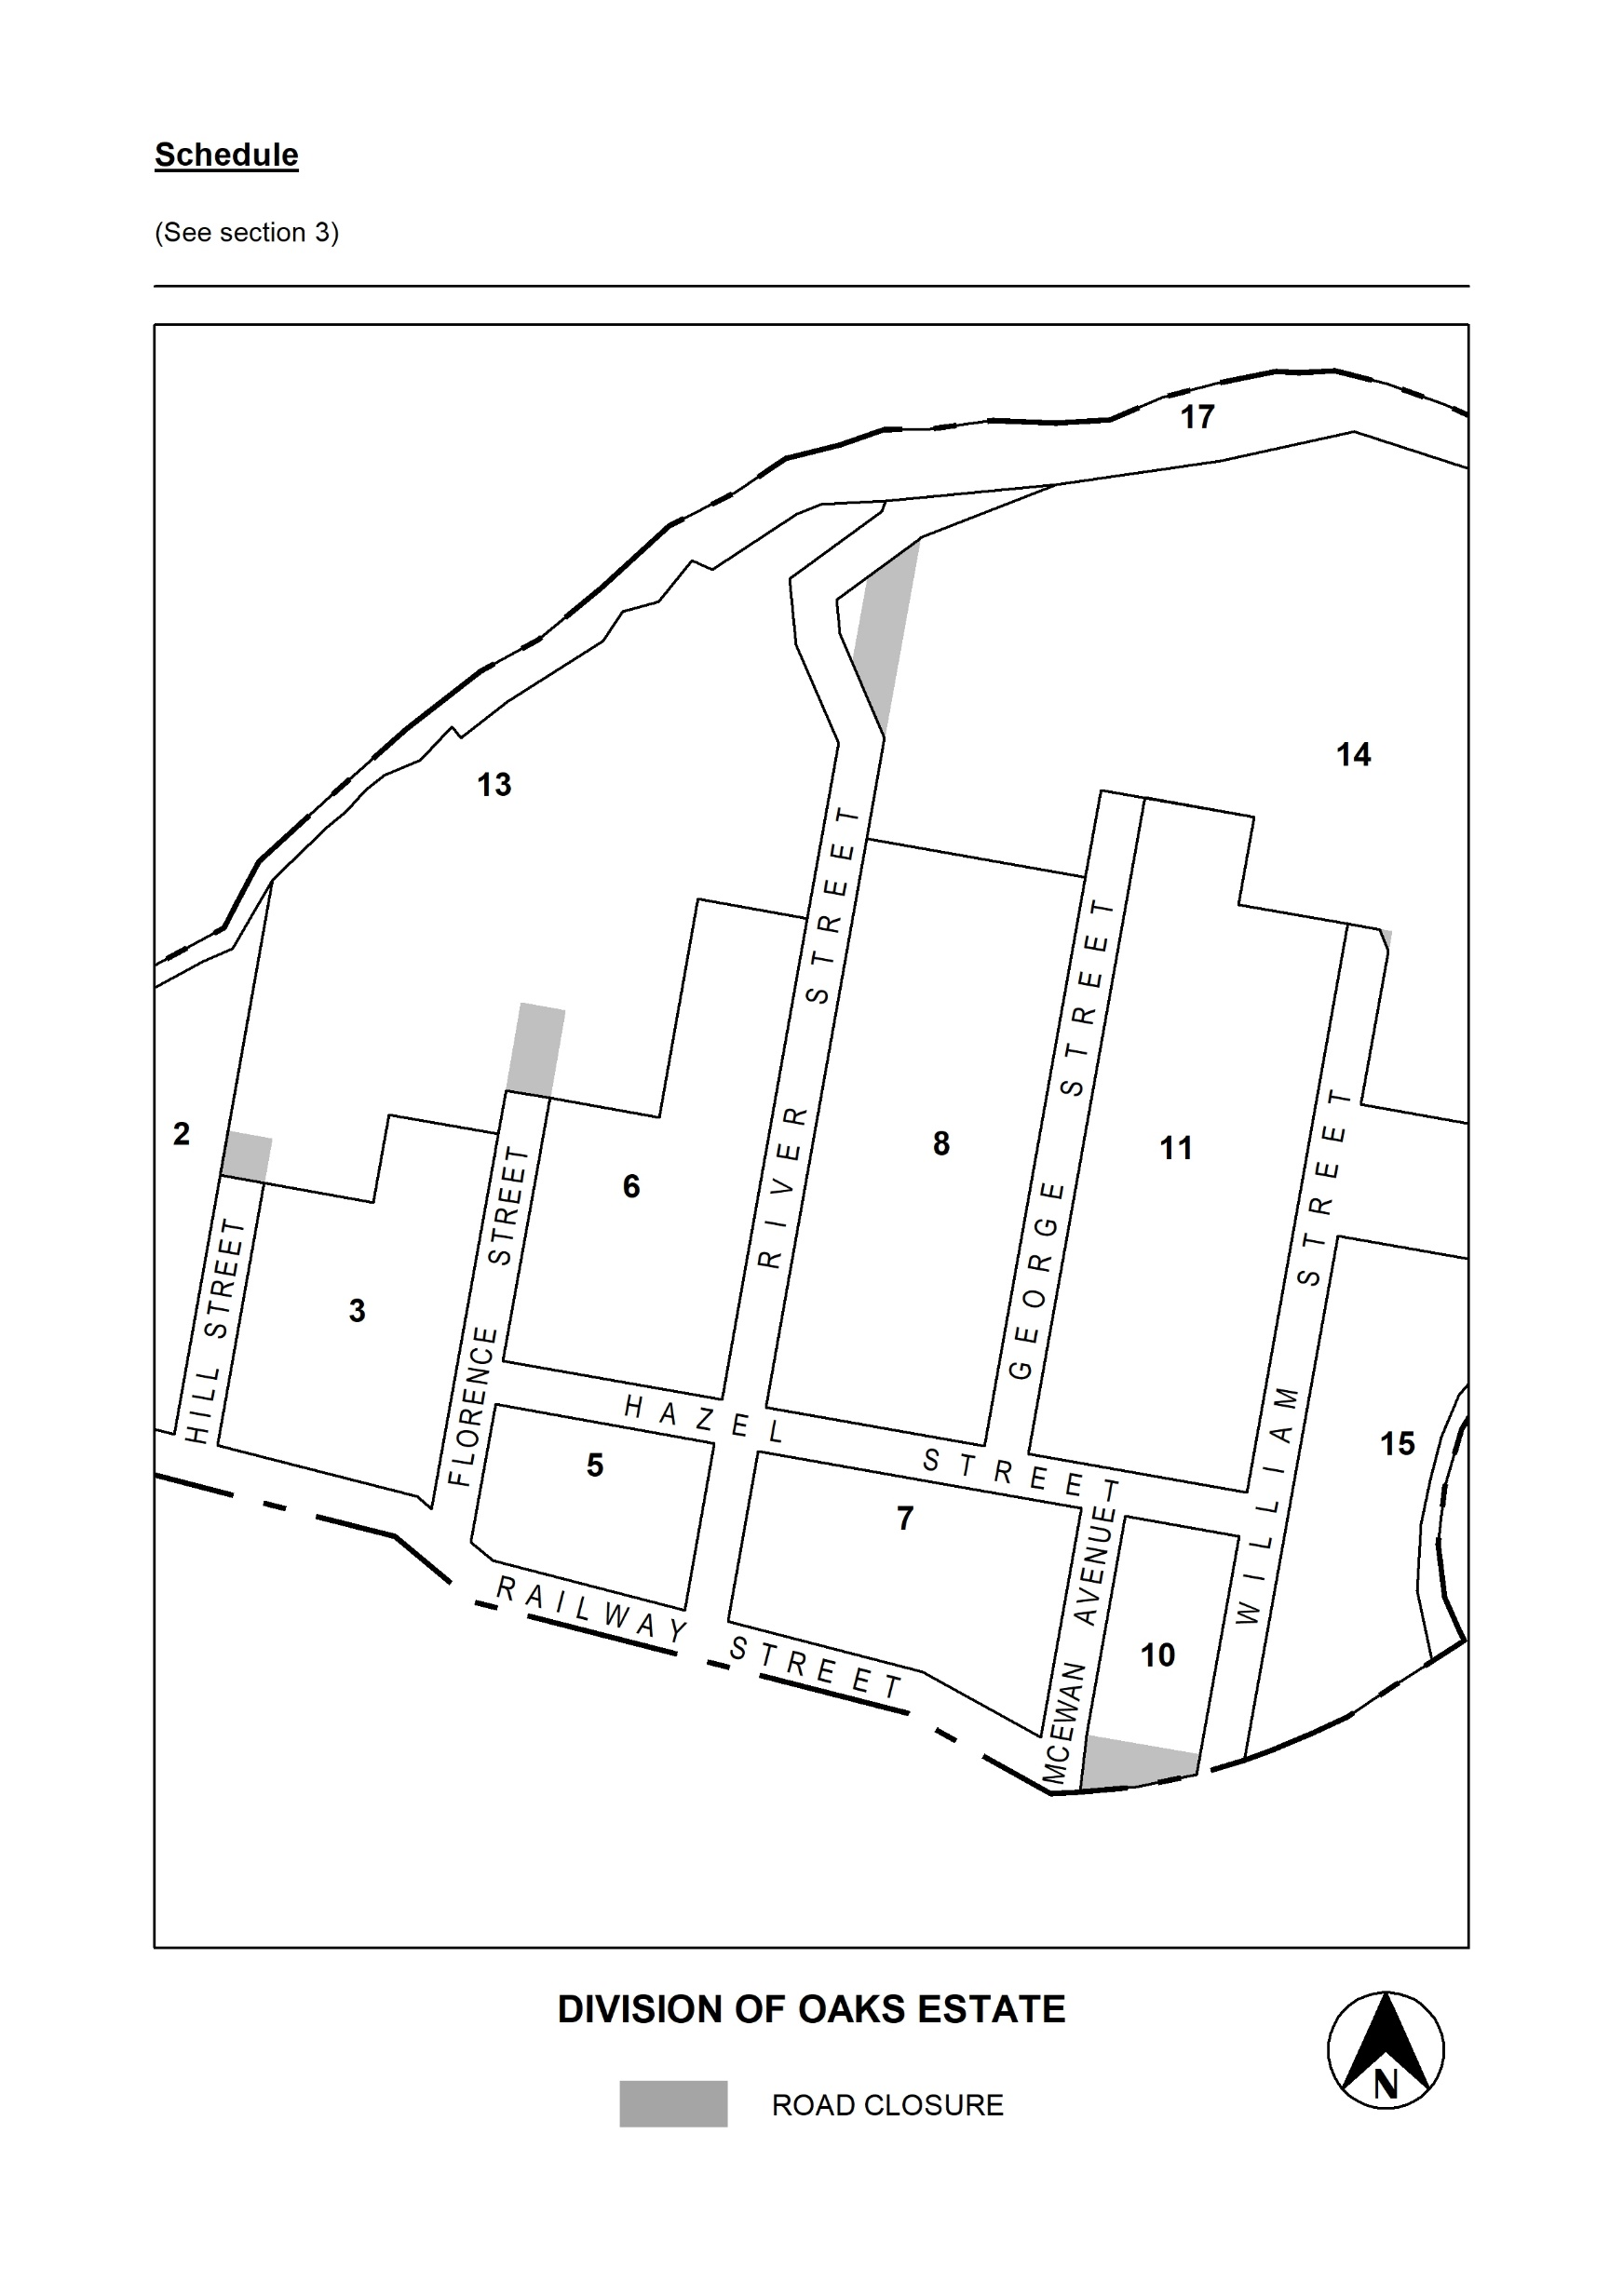 Schedule
(See section 3)
17
13
14
2
3
6
8
11
5
7
10
15
HILL STREET
FLORENCE STREET
RIVER STREET
GEORGE STREET
WILLIAM STREET
HAZEL STREET
MCEWAN AVENUE
RAILWAY STREET
DIVISION OF OAKS ESTATE
ROAD CLOSURE
N